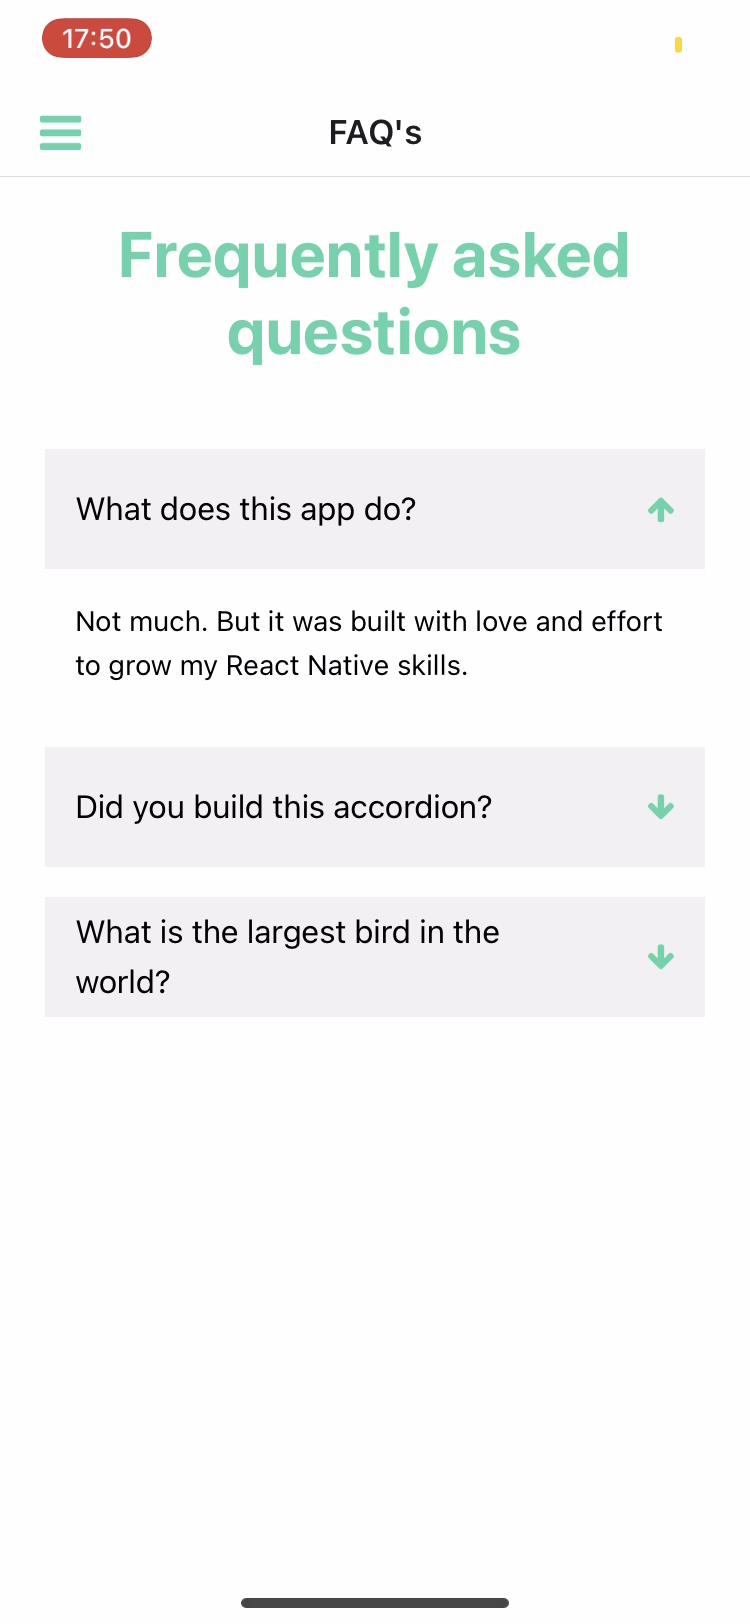 17:50
FAQ's
Frequently asked
questions
What does this app do?
Not much. But it was built with love and effort
to grow my React Native skills.
Did you build this accordion?
What is the largest bird in the
world?